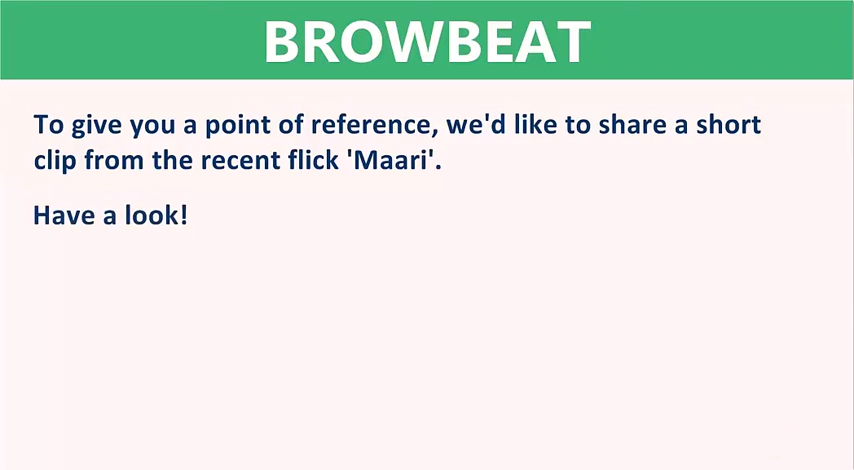 BROWBEAT
To give you a point of reference, we'd like to share a short
clip from the recent flick 'Maari'.
Have a look!